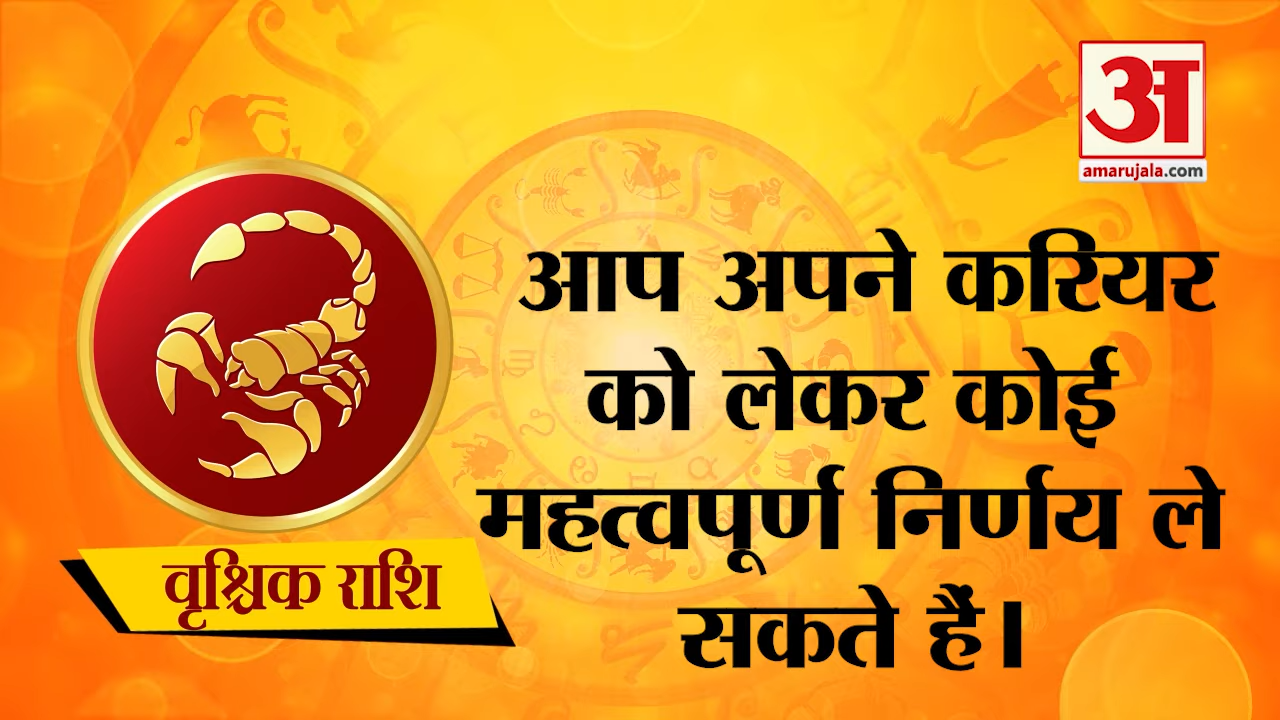 अ
amarujala.com
आप अपने करियर
को लेकर कोई
महत्वपूर्ण निर्णय ले
सकते हैं।
वृश्चिक राशि